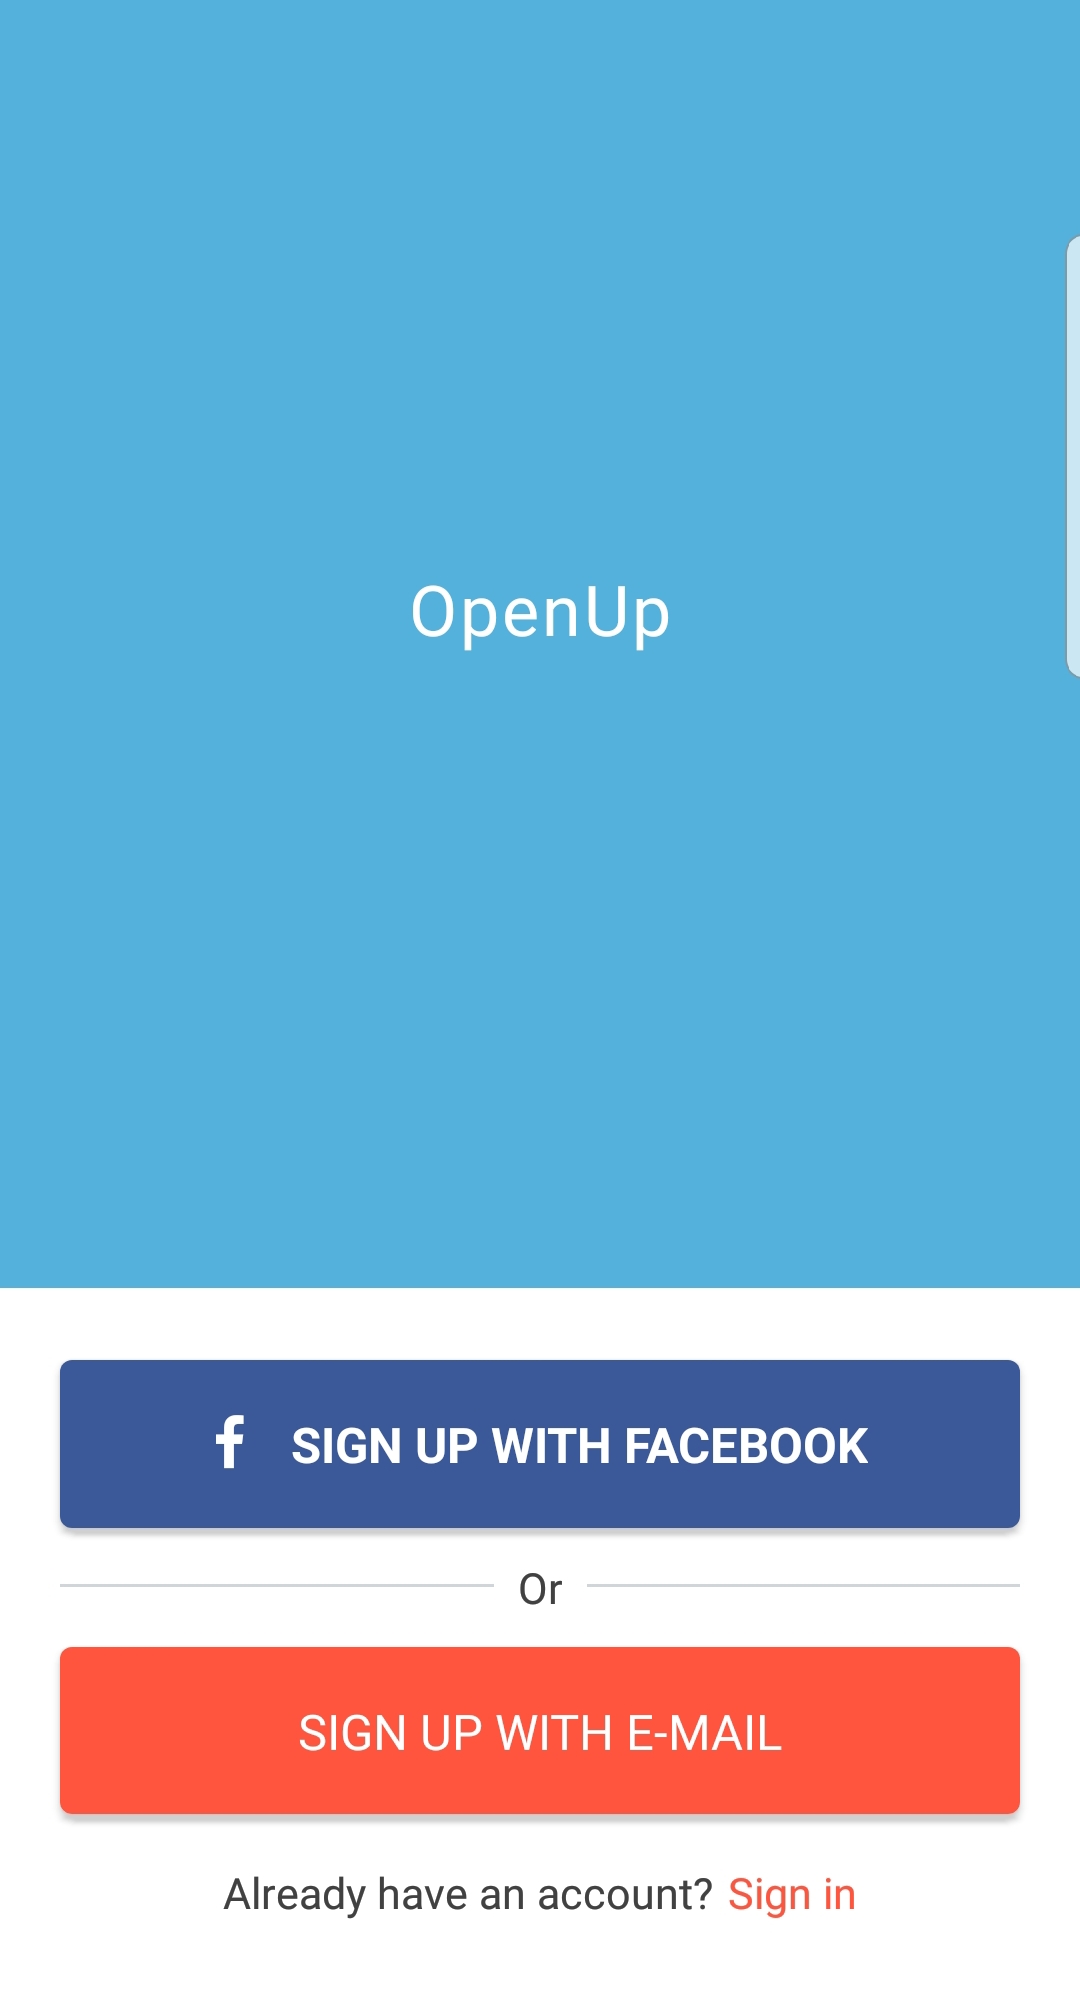 OpenUp
SIGN UP WITH FACEBOOK
Or
SIGN UP WITH E-MAIL
Already have an account? Sign in